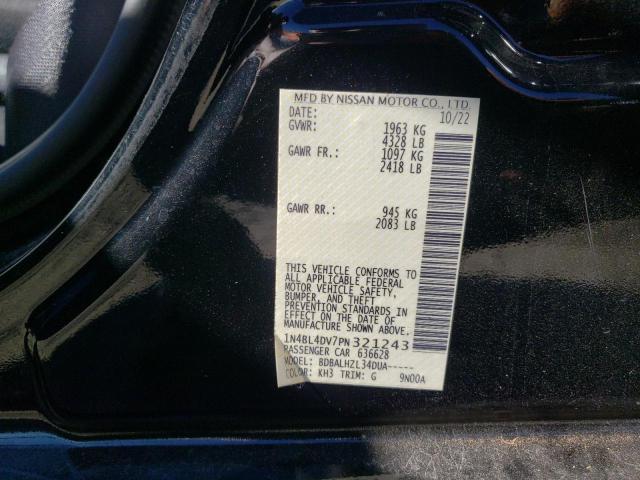 MFD BY NISSAN MOTOR CO., LTD.
DATE: 10/22
GVWR: 1963 KG
4328 LB
GAWR FR.: 1097 KG
2418 LB
GAWR RR.: 945 KG
2083 LB
THIS VEHICLE CONFORMS TO
ALL APPLICABLE FEDERAL
MOTOR VEHICLE SAFETY,
BUMPER, AND THEFT
PREVENTION STANDARDS IN
EFFECT ON THE DATE OF
MANUFACTURE SHOWN ABOVE.
1N4BL4DV7PN321243
PASSENGER CAR 636628
MODEL: BDBALHZL34DUA-----
COLOR: KH3 TRIM: G 9N00A